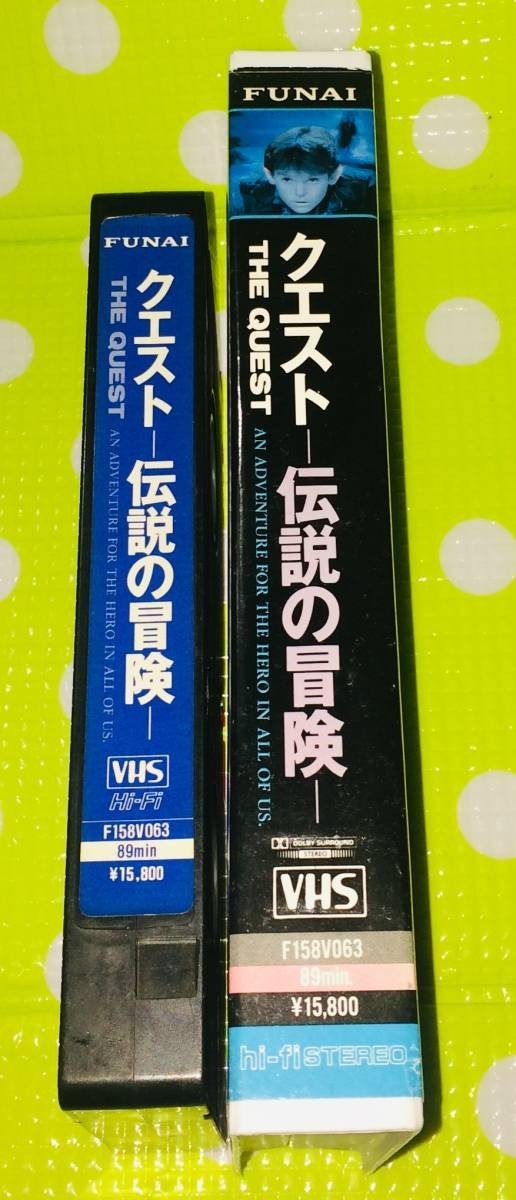 FUNAI
クエスト―伝説の冒険―
THE QUEST
AN ADVENTURE FOR THE HERO IN ALL OF US.
VHS
Hi-Fi
F158V063
89min
¥15,800
FUNAI
クエスト―伝説の冒険―
THE QUEST
AN ADVENTURE FOR THE HERO IN ALL OF US.
DOLBY SURROUND
STEREO
VHS
F158V063
89min.
¥15,800
hi-fi STEREO